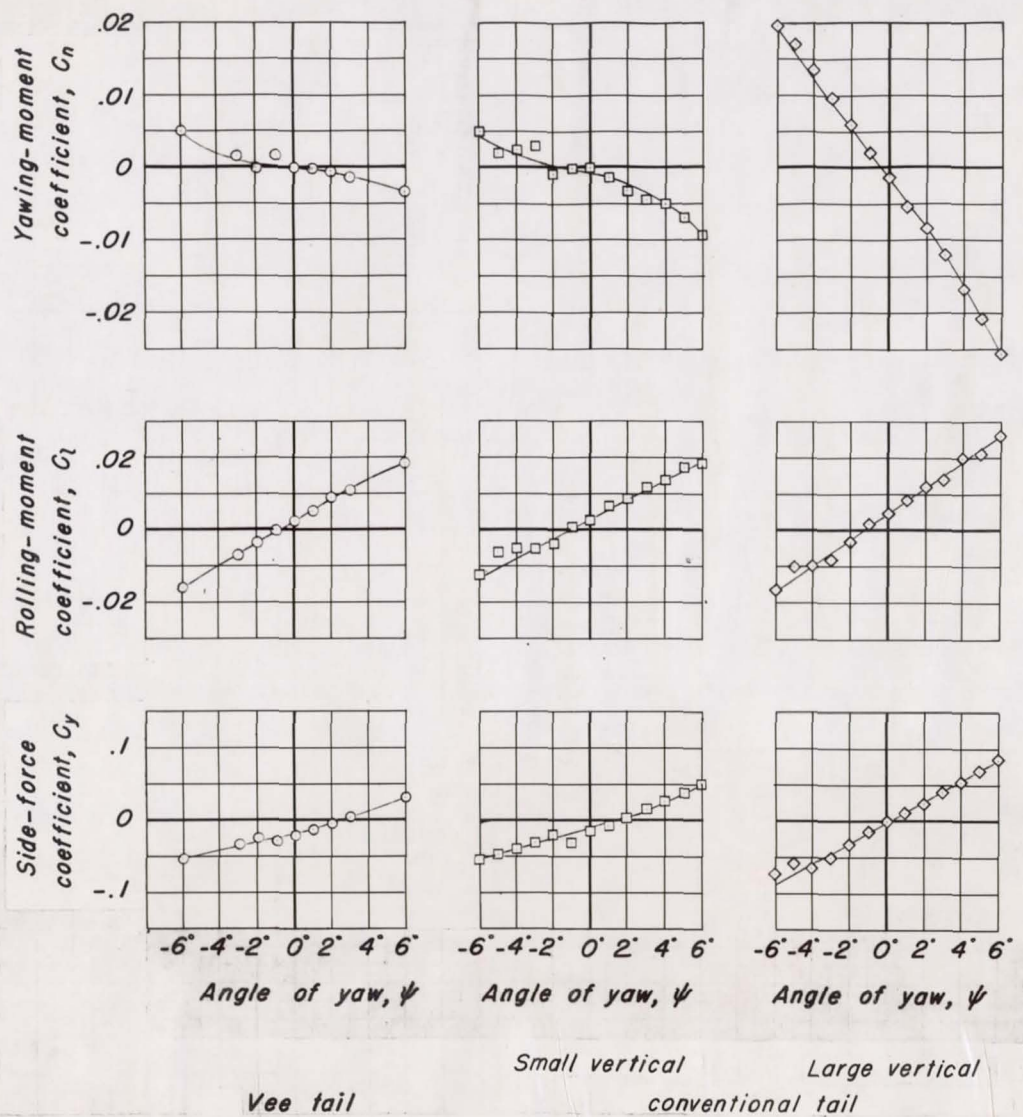 Yawing-moment
coefficient, Cn
.02
.01
0
-.01
-.02
Rolling-moment
coefficient, Cl
.02
0
-.02
Side-force
coefficient, Cy
.1
0
-.1
-6° -4° -2° 0° 2° 4° 6°
-6° -4° -2° 0° 2° 4° 6°
-6 -4 -2° 0 2° 4° 6°
Angle of yaw, ψ
Angle of yaw, ψ
Angle of yaw, ψ
Small vertical
Large vertical
Vee tail
conventional tail